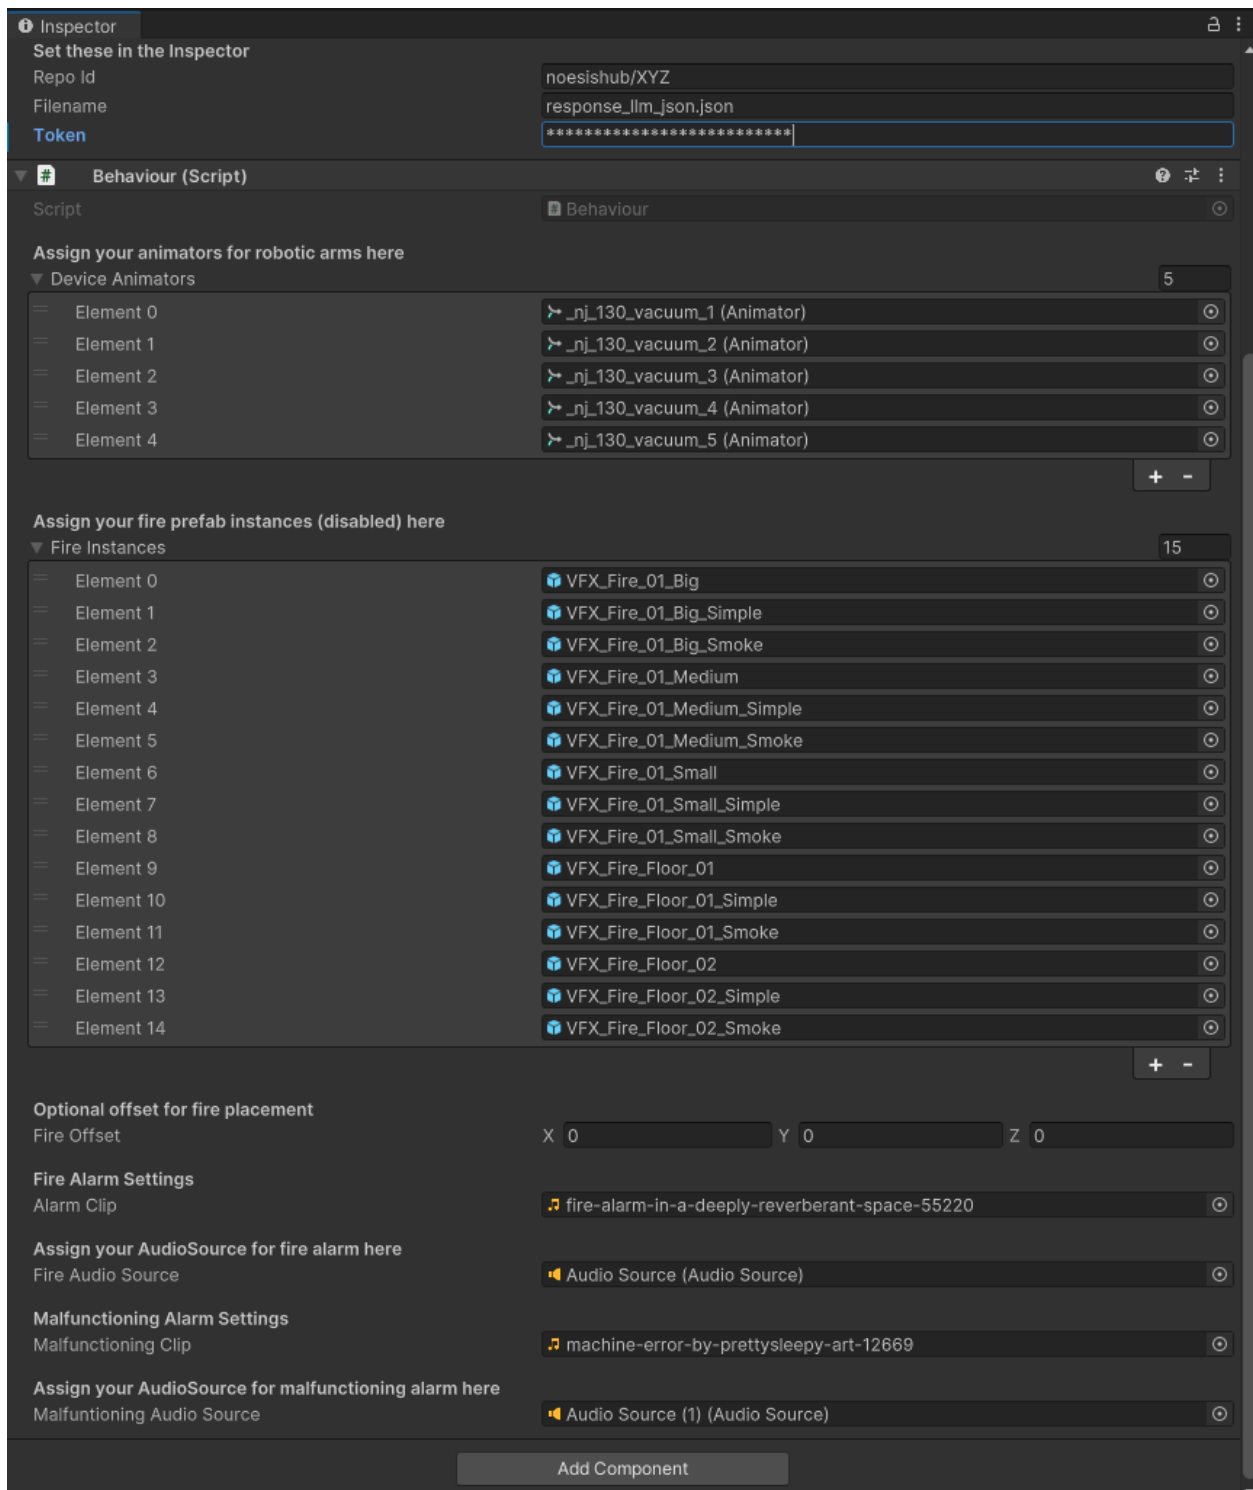 Inspector
Set these in the Inspector
Repo Id noesishub/XYZ
Filename response_llm_json.json
Token **************************
# Behaviour (Script)
Script # Behaviour
Assign your animators for robotic arms here
Device Animators 5
Element 0 _nj_130_vacuum_1 (Animator)
Element 1 _nj_130_vacuum_2 (Animator)
Element 2 _nj_130_vacuum_3 (Animator)
Element 3 _nj_130_vacuum_4 (Animator)
Element 4 _nj_130_vacuum_5 (Animator)
+ -
Assign your fire prefab instances (disabled) here
Fire Instances 15
Element 0 VFX_Fire_01_Big
Element 1 VFX_Fire_01_Big_Simple
Element 2 VFX_Fire_01_Big_Smoke
Element 3 VFX_Fire_01_Medium
Element 4 VFX_Fire_01_Medium_Simple
Element 5 VFX_Fire_01_Medium_Smoke
Element 6 VFX_Fire_01_Small
Element 7 VFX_Fire_01_Small_Simple
Element 8 VFX_Fire_01_Small_Smoke
Element 9 VFX_Fire_Floor_01
Element 10 VFX_Fire_Floor_01_Simple
Element 11 VFX_Fire_Floor_01_Smoke
Element 12 VFX_Fire_Floor_02
Element 13 VFX_Fire_Floor_02_Simple
Element 14 VFX_Fire_Floor_02_Smoke
+ -
Optional offset for fire placement
Fire Offset X 0 Y 0 Z 0
Fire Alarm Settings
Alarm Clip fire-alarm-in-a-deeply-reverberant-space-55220
Assign your AudioSource for fire alarm here
Fire Audio Source Audio Source (Audio Source)
Malfunctioning Alarm Settings
Malfunctioning Clip machine-error-by-prettysleepy-art-12669
Assign your AudioSource for malfunctioning alarm here
Malfuntioning Audio Source Audio Source (1) (Audio Source)
Add Component